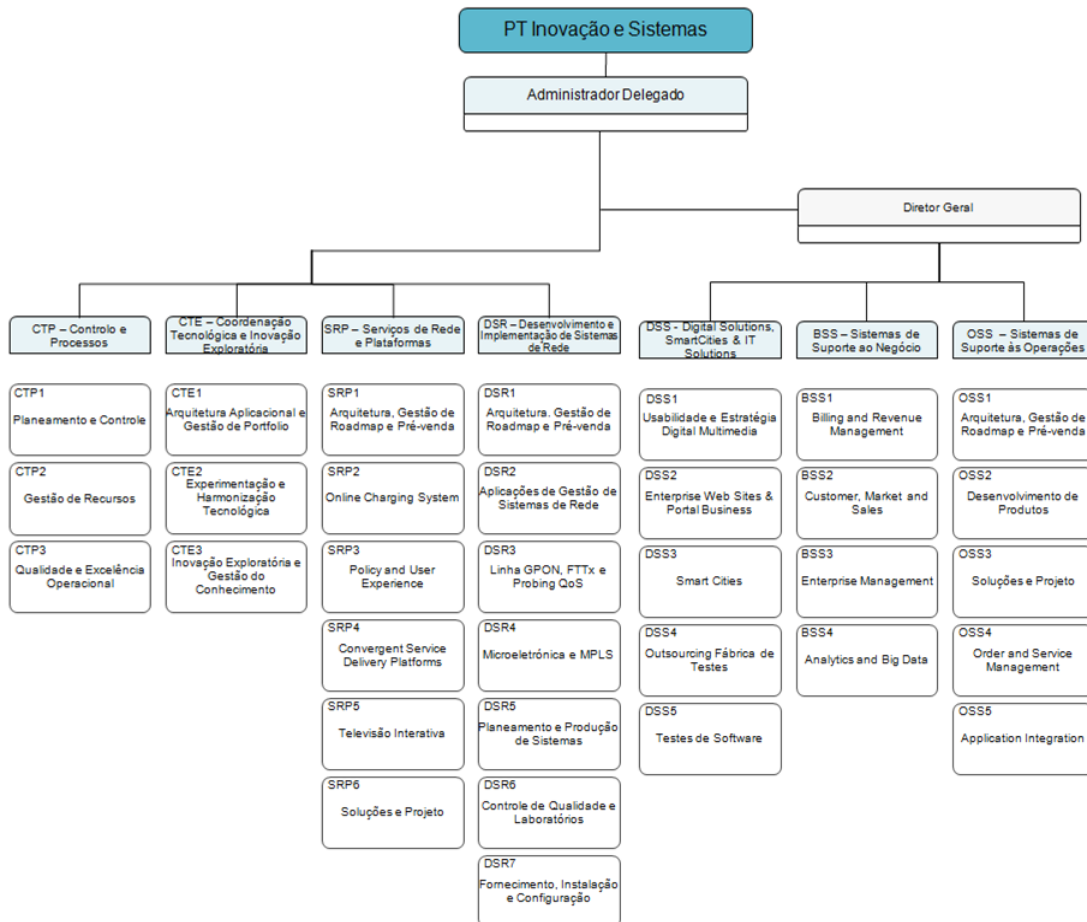 PT Inovação e Sistemas
Administrador Delegado
Diretor Geral
CTP – Controlo e
Processos
CTE – Coordenação
Tecnológica e Inovação
Exploratória
SRP – Serviços de Rede
e Plataformas
DSR – Desenvolvimento e
Implementação de Sistemas
de Rede
DSS - Digital Solutions,
SmartCities & IT
Solutions
BSS – Sistemas de
Suporte ao Negócio
OSS – Sistemas de
Suporte às Operações
CTP1
Planeamento e Controle
CTP2
Gestão de Recursos
CTP3
Qualidade e Excelência
Operacional
CTE1
Arquitetura Aplicacional e
Gestão de Portfolio
CTE2
Experimentação e
Harmonização
Tecnológica
CTE3
Inovação Exploratória e
Gestão do
Conhecimento
SRP1
Arquitetura, Gestão de
Roadmap e Pré-venda
SRP2
Online Charging System
SRP3
Policy and User
Experience
SRP4
Convergent Service
Delivery Platforms
SRP5
Televisão Interativa
SRP6
Soluções e Projeto
DSR1
Arquitetura. Gestão de
Roadmap e Pré-venda
DSR2
Aplicações de Gestão de
Sistemas de Rede
DSR3
Linha GPON, FTTx e
Probing QoS
DSR4
Microeletrónica e MPLS
DSR5
Planeamento e Produção
de Sistemas
DSR6
Controle de Qualidade e
Laboratórios
DSR7
Fornecimento, Instalação
e Configuração
DSS1
Usabilidade e Estratégia
Digital Multimedia
DSS2
Enterprise Web Sites &
Portal Business
DSS3
Smart Cities
DSS4
Outsourcing Fábrica de
Testes
DSS5
Testes de Software
BSS1
Billing and Revenue
Management
BSS2
Customer, Market and
Sales
BSS3
Enterprise Management
BSS4
Analytics and Big Data
OSS1
Arquitetura, Gestão de
Roadmap e Pré-venda
OSS2
Desenvolvimento de
Produtos
OSS3
Soluções e Projeto
OSS4
Order and Service
Management
OSS5
Application Integration